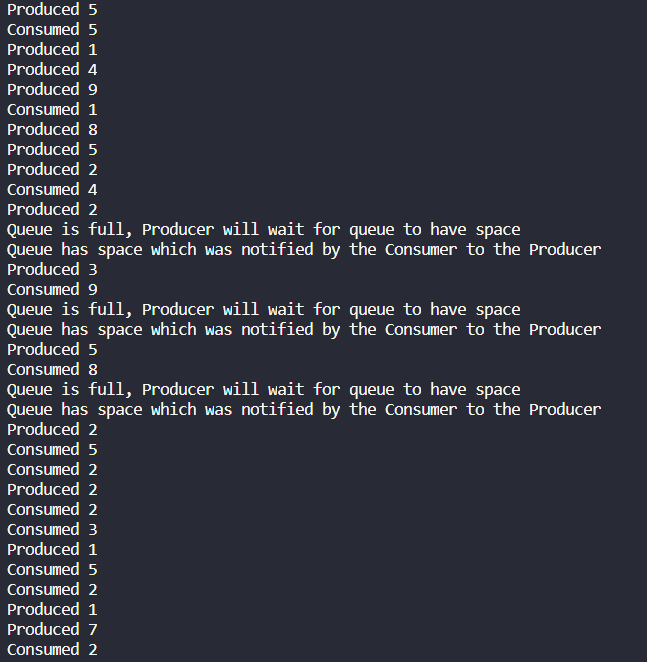 Produced 5
Consumed 5
Produced 1
Produced 4
Produced 9
Consumed 1
Produced 8
Produced 5
Produced 2
Consumed 4
Produced 2
Queue is full, Producer will wait for queue to have space
Queue has space which was notified by the Consumer to the Producer
Produced 3
Consumed 9
Queue is full, Producer will wait for queue to have space
Queue has space which was notified by the Consumer to the Producer
Produced 5
Consumed 8
Queue is full, Producer will wait for queue to have space
Queue has space which was notified by the Consumer to the Producer
Produced 2
Consumed 5
Consumed 2
Produced 2
Consumed 2
Consumed 3
Produced 1
Consumed 5
Consumed 2
Produced 1
Produced 7
Consumed 2